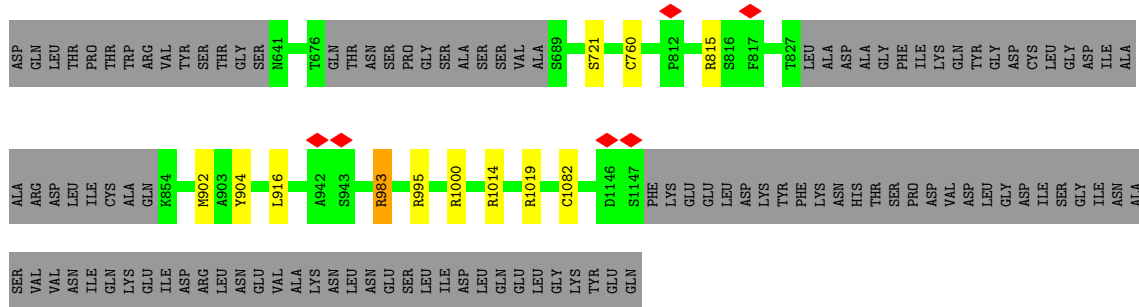 ASP GLN LEU THR PRO THR TRP ARG VAL TYR SER THR GLY SER N641 T676 GLN THR ASN SER PRO GLY SER ALA SER SER VAL ALA S689 S721 C760 P812 R815 S816 F817 T827 LEU ALA ASP ALA GLY PHE ILE LYS GLN TYR GLY ASP CYS LEU GLY ASP ILE ALA
ALA ARG ASP LEU ILE CYS ALA GLN K854 M902 A903 Y904 L916 A942 S943 R983 R995 R1000 R1014 R1019 C1082 D1146 S1147 PHE LYS GLU GLU LEU ASP LYS TYR PHE LYS ASN HIS THR SER PRO ASP VAL ASP LEU GLY ASP ILE SER GLY ILE ASN ALA
SER VAL VAL ASN ILE GLN LYS GLU ILE ASP ARG LEU ASN GLU VAL ALA LYS ASN LEU ASN GLU SER LEU ILE ASP LEU GLN GLU LEU GLY LYS TYR GLU GLN